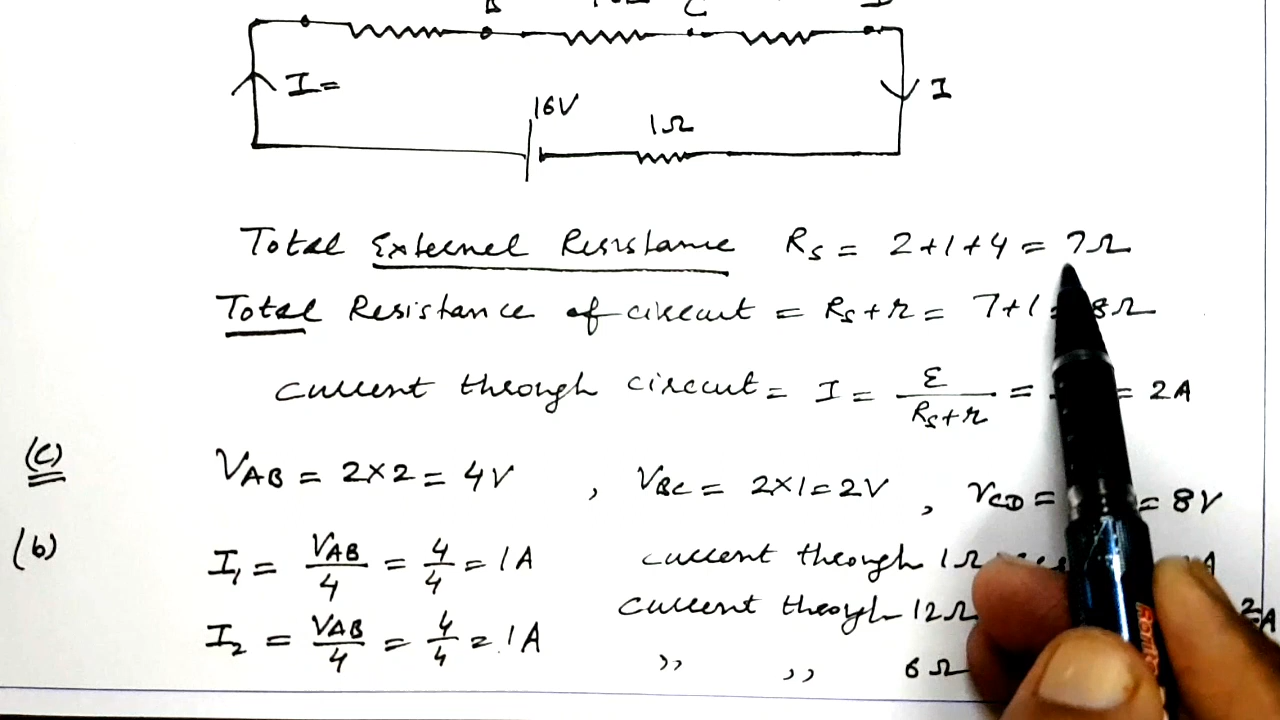 I =
I
16V
1Ω
Total External Resistance Rs = 2+1+4 = 7Ω
Total Resistance of circuit = Rs+r = 7+1 = 8Ω
current through circuit = I = ε/(Rs+r) = = 2A
(c) VAB = 2×2 = 4V , VBC = 2×1=2V , VCD = = 8V
(b) I1 = VAB/4 = 4/4 = 1A current through 1Ω
current through 12Ω
I2 = VAB/4 = 4/4 = 1A
,, ,, 6Ω